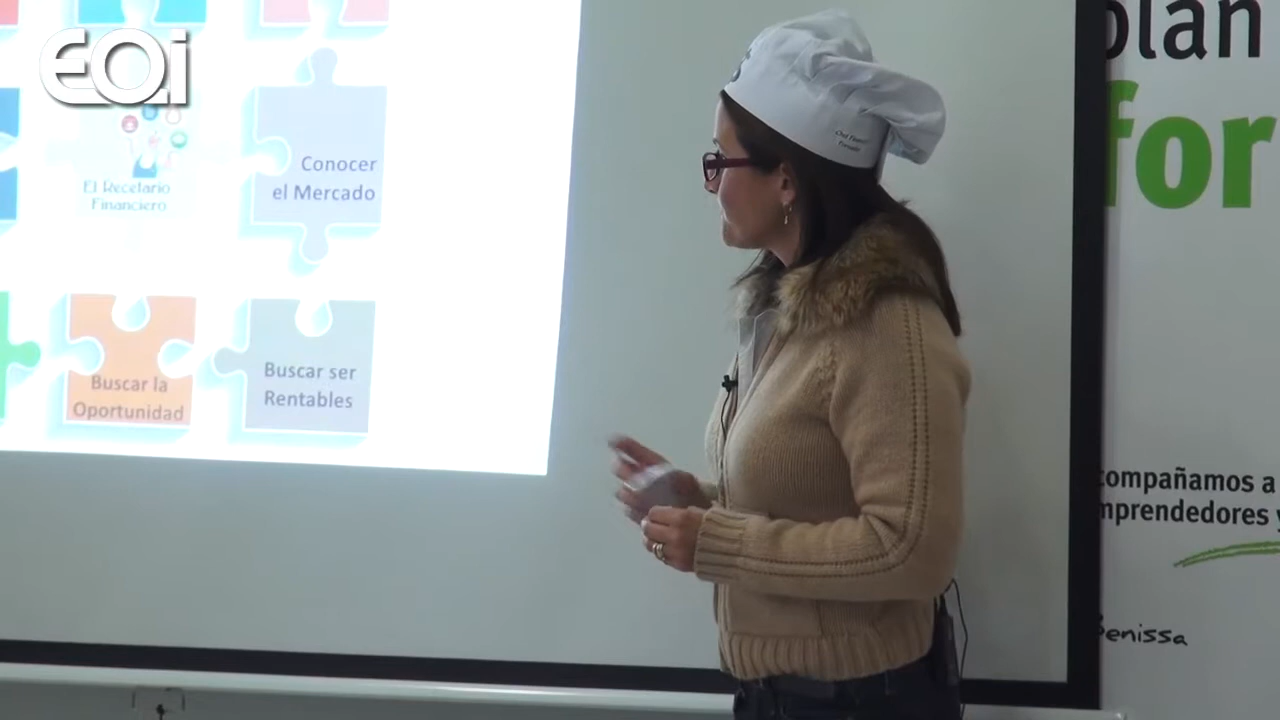 EOi
El Recetario
Financiero
Conocer
el Mercado
Buscar la
Oportunidad
Buscar ser
Rentables
plan
for
compañamos a
mprendedores y
Benissa